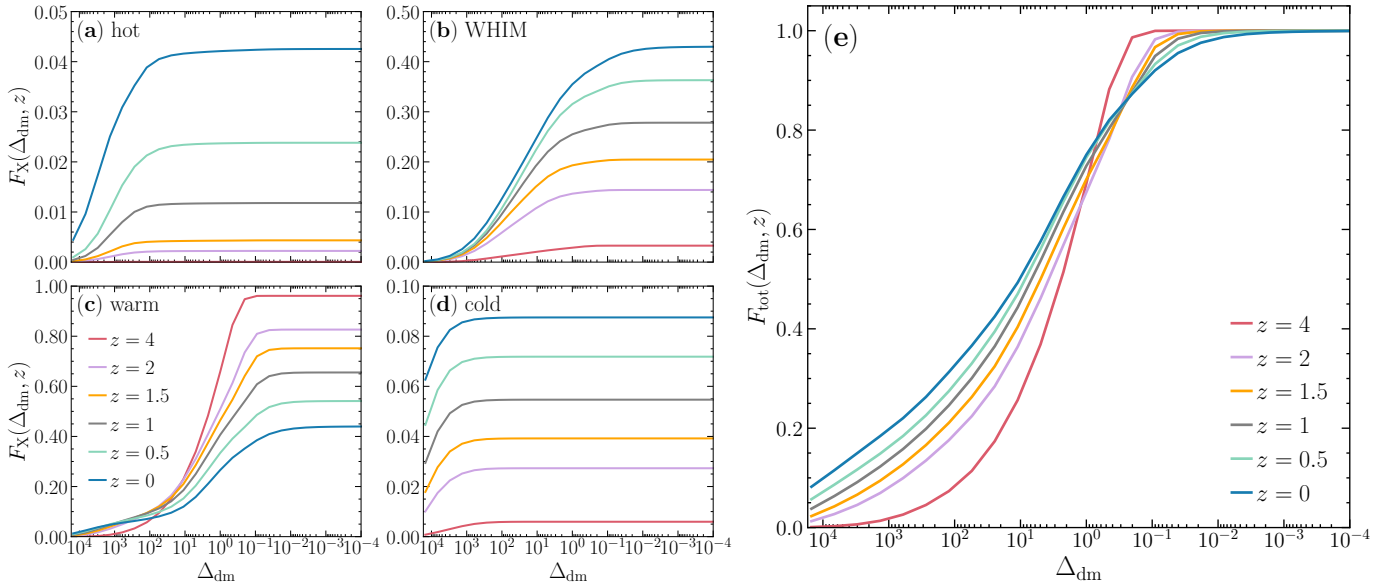 (a) hot
0.05
0.04
0.03
0.02
0.01
0.00
F_X(Δ_dm, z)
(b) WHIM
0.50
0.40
0.30
0.20
0.10
0.00
(c) warm
1.00
0.80
0.60
0.40
0.20
0.00
F_X(Δ_dm, z)
z = 4
z = 2
z = 1.5
z = 1
z = 0.5
z = 0
10^4 10^3 10^2 10^1 10^0 10^-1 10^-2 10^-3 10^-4
Δ_dm
(d) cold
0.10
0.08
0.06
0.04
0.02
0.00
10^4 10^3 10^2 10^1 10^0 10^-1 10^-2 10^-3 10^-4
Δ_dm
(e)
1.0
0.8
0.6
0.4
0.2
0.0
F_tot(Δ_dm, z)
z = 4
z = 2
z = 1.5
z = 1
z = 0.5
z = 0
10^4 10^3 10^2 10^1 10^0 10^-1 10^-2 10^-3 10^-4
Δ_dm